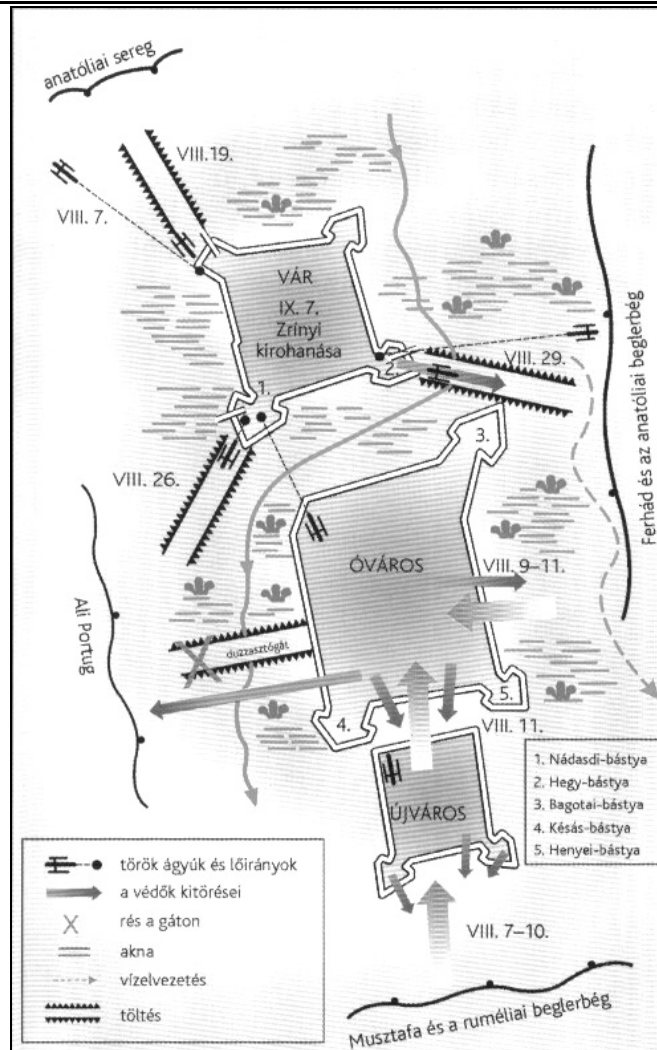 anatóliai sereg
VIII.19.
VIII. 7.
VÁR
IX. 7.
Zrínyi
kirohanása
1.
2.
VIII. 29.
3.
VIII. 26.
Ferhád és az anatóliai beglerbég
ÓVÁROS
VIII. 9–11.
Ali Portug
duzzasztógát
4.
5.
VIII. 11.
ÚJVÁROS
1. Nádasdi-bástya
2. Hegy-bástya
3. Bagotai-bástya
4. Késás-bástya
5. Henyei-bástya
török ágyúk és lőirányok
a védők kitörései
rés a gáton
akna
vízelvezetés
töltés
VIII. 7–10.
Musztafa és a ruméliai beglerbég